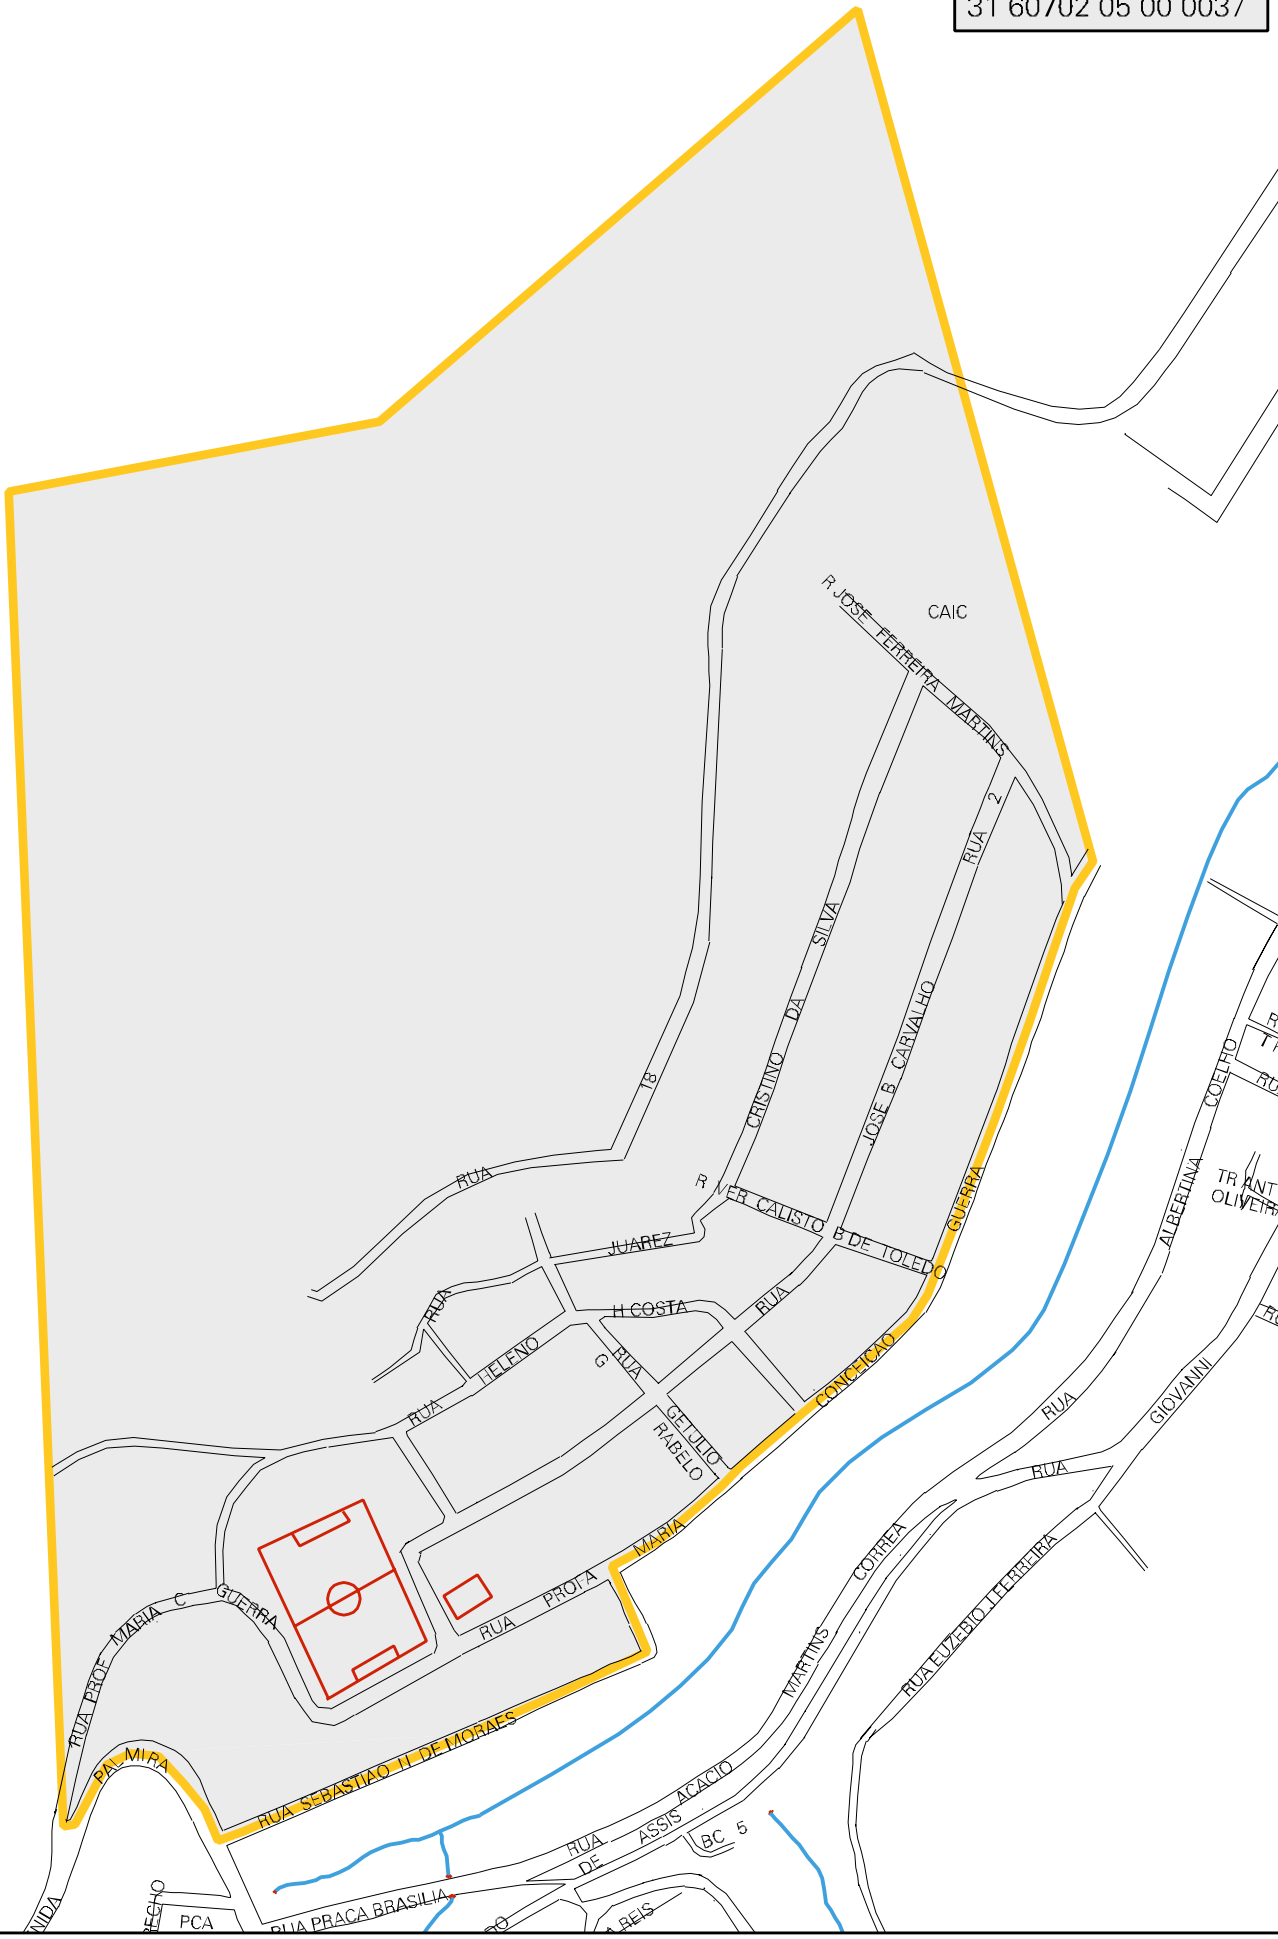 31 60702 05 00 0037
CAIC
R JOSE FERREIRA MARTINS
RUA 2
CRISTINO DA SILVA
JOSE B CARVALHO
RUA 18
R VER CALISTO B DE TOLEDO
RUA JUAREZ
H COSTA
RUA
RUA HELENO
G
RUA GETULIO
RABELO
MARIA CONCEICAO GUERRA
RUA PROFA
RUA PROF MARIA C GUERRA
PALMIRA
RUA SEBASTIAO H DE MORAES
RUA ALBERTINA COELHO
TR ANT
OLIVEIRA
RUA GIOVANNI
RUA EUZEBIO I FERREIRA
MARTINS CORREA
RUA ACACIO
DE ASSIS
BC 5
RUA PRACA BRASILIA
PCA
A REIS